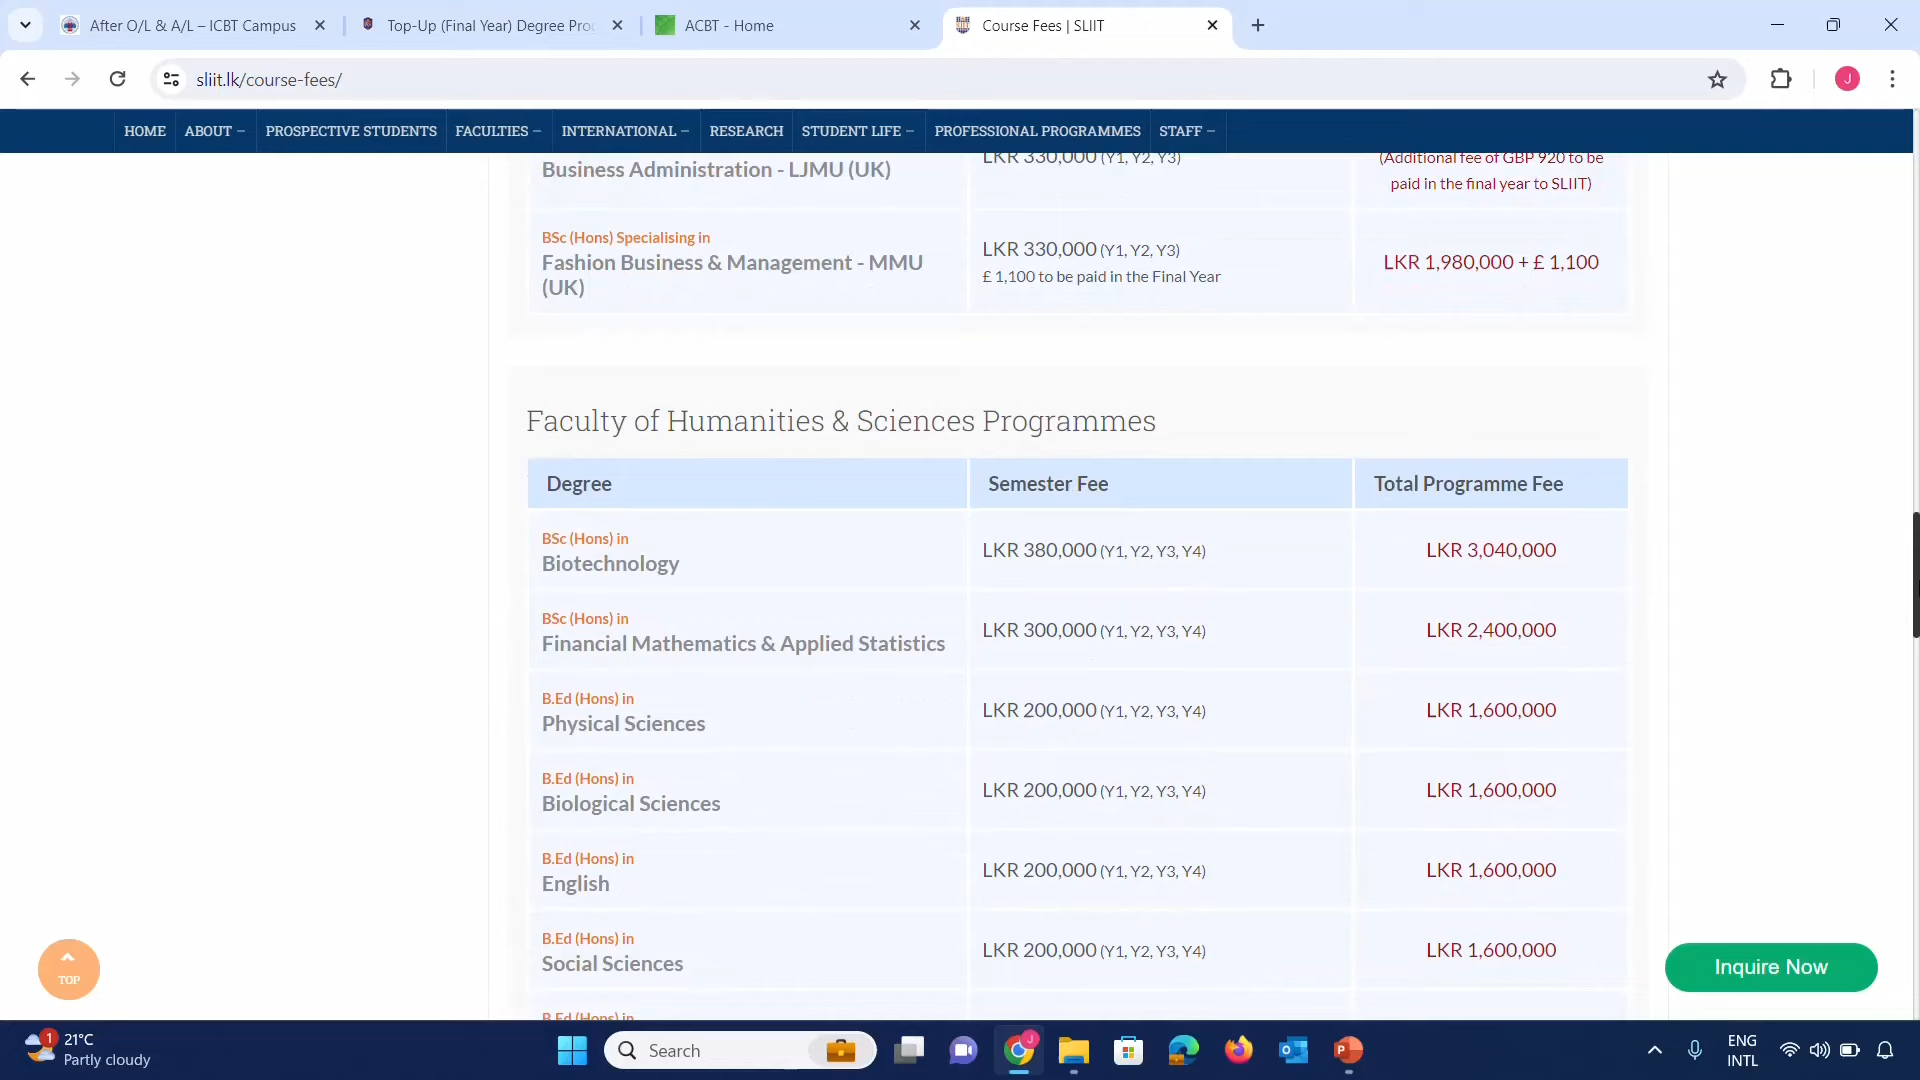 After O/L & A/L – ICBT Campus
Top-Up (Final Year) Degree Pro
ACBT - Home
Course Fees | SLIIT
sliit.lk/course-fees/
J
HOME
ABOUT –
PROSPECTIVE STUDENTS
FACULTIES –
INTERNATIONAL –
RESEARCH
STUDENT LIFE –
PROFESSIONAL PROGRAMMES
STAFF –
Business Administration - LJMU (UK)
LKR 330,000 (Y1, Y2, Y3)
(Additional fee of GBP 920 to be
paid in the final year to SLIIT)
BSc (Hons) Specialising in
Fashion Business & Management - MMU
(UK)
LKR 330,000 (Y1, Y2, Y3)
£ 1,100 to be paid in the Final Year
LKR 1,980,000 + £ 1,100
Faculty of Humanities & Sciences Programmes
Degree
Semester Fee
Total Programme Fee
BSc (Hons) in
Biotechnology
LKR 380,000 (Y1, Y2, Y3, Y4)
LKR 3,040,000
BSc (Hons) in
Financial Mathematics & Applied Statistics
LKR 300,000 (Y1, Y2, Y3, Y4)
LKR 2,400,000
B.Ed (Hons) in
Physical Sciences
LKR 200,000 (Y1, Y2, Y3, Y4)
LKR 1,600,000
B.Ed (Hons) in
Biological Sciences
LKR 200,000 (Y1, Y2, Y3, Y4)
LKR 1,600,000
B.Ed (Hons) in
English
LKR 200,000 (Y1, Y2, Y3, Y4)
LKR 1,600,000
B.Ed (Hons) in
Social Sciences
LKR 200,000 (Y1, Y2, Y3, Y4)
LKR 1,600,000
B.Ed (Hons) in
TOP
Inquire Now
1
21°C
Partly cloudy
Search
J
ENG
INTL